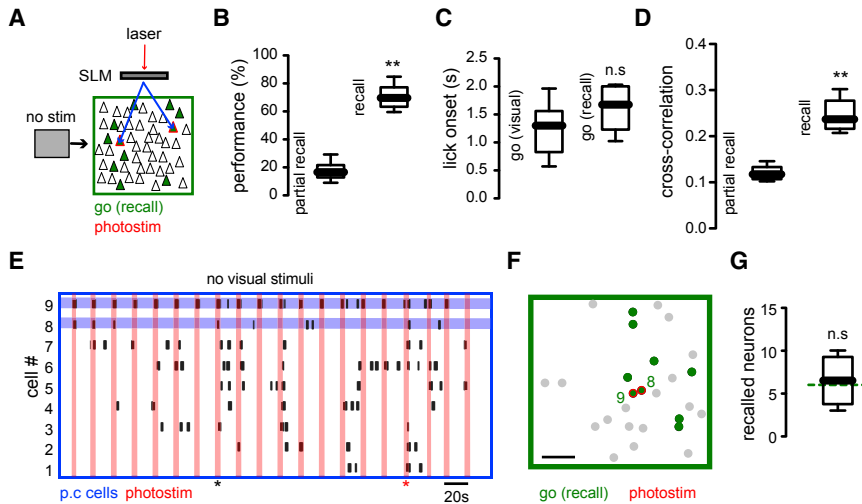 A
laser
SLM
no stim
go (recall)
photostim
B
performance (%)
100
80
60
40
20
0
partial recall
recall
**
C
lick onset (s)
2.5
2.0
1.5
1.0
0.5
0.0
go (visual)
go (recall)
n.s
D
cross-correlation
0.4
0.3
0.2
0.1
0.0
partial recall
recall
**
E
no visual stimuli
cell #
9
8
7
6
5
4
3
2
1
p.c cells
photostim
*
*
20s
F
9
8
go (recall)
photostim
G
recalled neurons
15
10
5
0
n.s